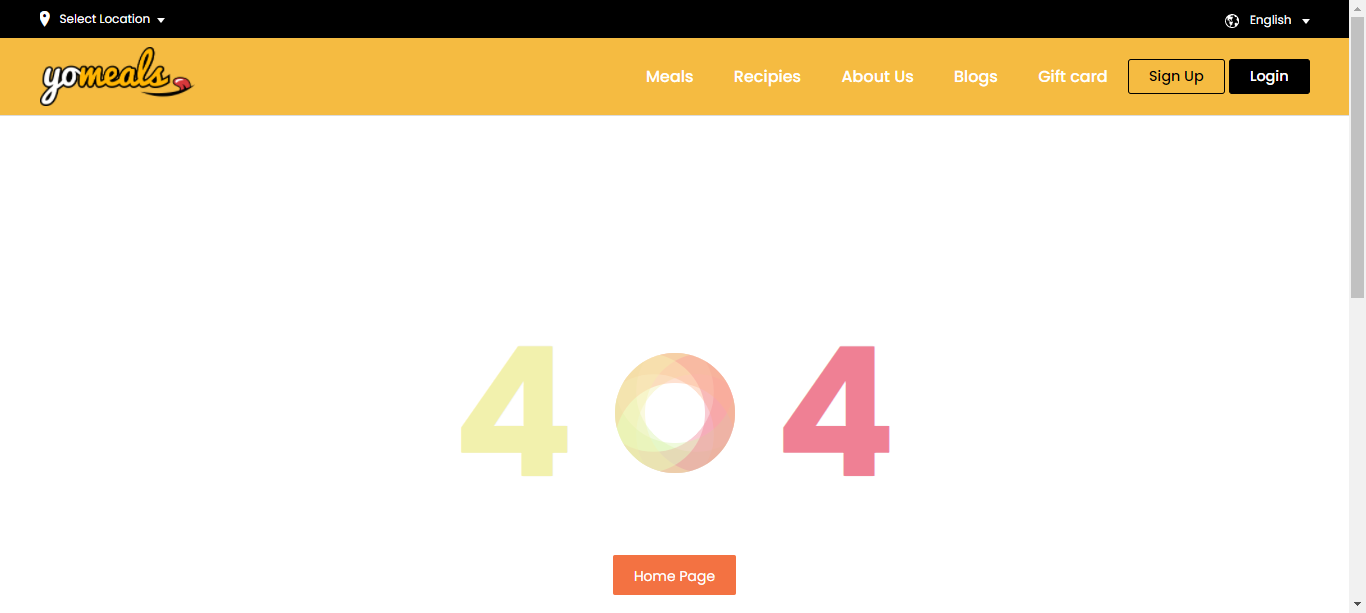 Select Location
English
yomeals
Meals Recipies About Us Blogs Gift card Sign Up Login
404
Home Page